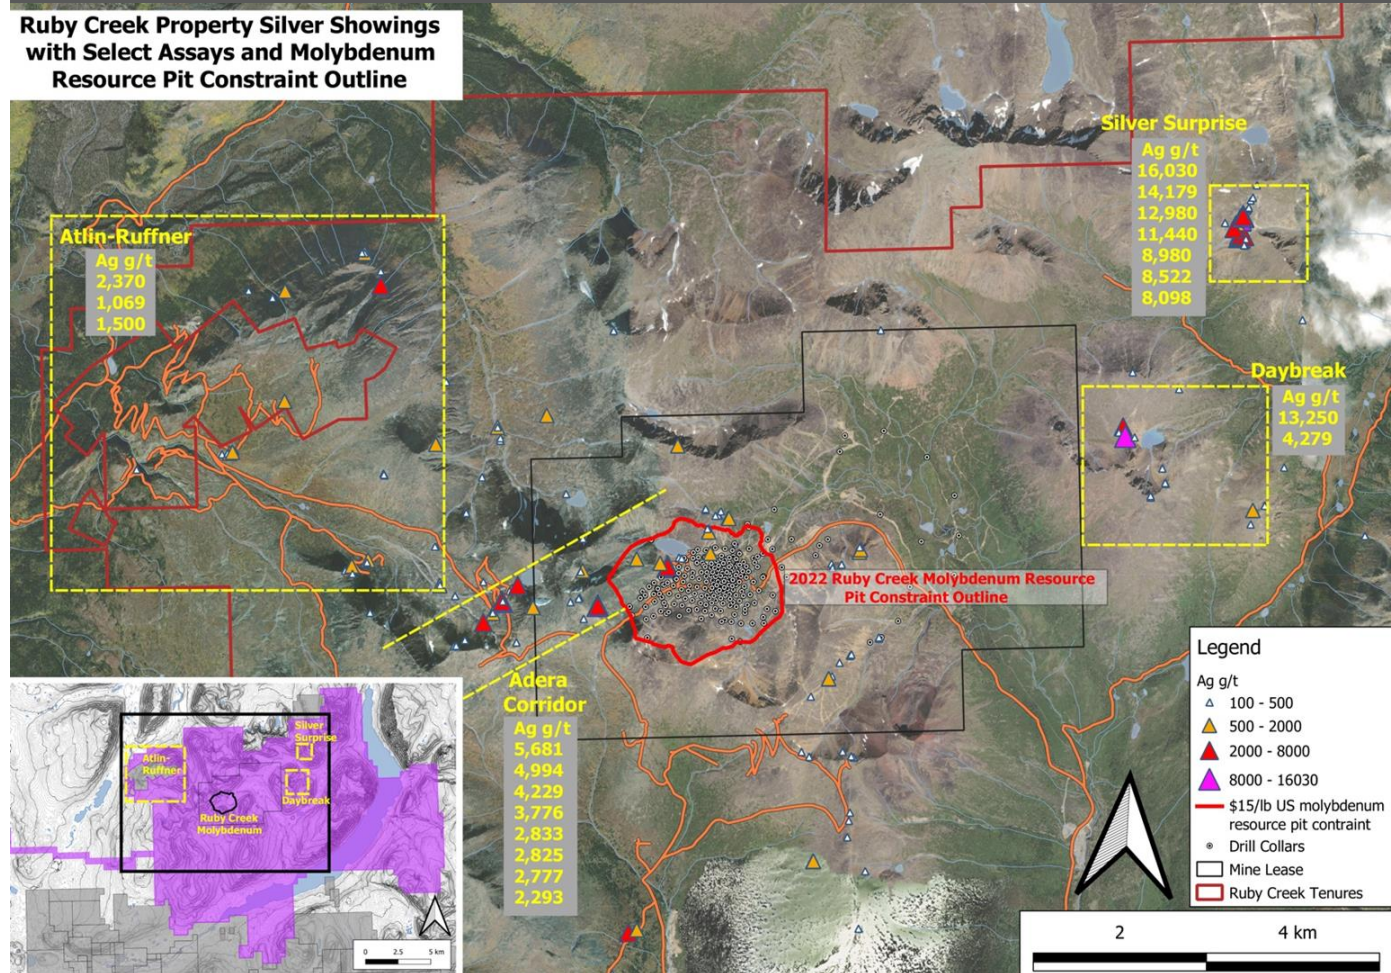 Ruby Creek Property Silver Showings
with Select Assays and Molybdenum
Resource Pit Constraint Outline
Silver Surprise
Ag g/t
16,030
14,179
12,980
11,440
8,980
8,522
8,098
Atlin-Ruffner
Ag g/t
2,370
1,069
1,500
Daybreak
Ag g/t
13,250
4,279
2022 Ruby Creek Molybdenum Resource
Pit Constraint Outline
Adera
Corridor
Ag g/t
5,681
4,994
4,229
3,776
2,833
2,825
2,777
2,293
Legend
Ag g/t
100 - 500
500 - 2000
2000 - 8000
8000 - 16030
$15/lb US molybdenum
resource pit contraint
Drill Collars
Mine Lease
Ruby Creek Tenures
2 4 km
Silver
Surprise
Atlin-
Ruffner
Daybreak
Ruby Creek
Molybdenum
0 2.5 5 km